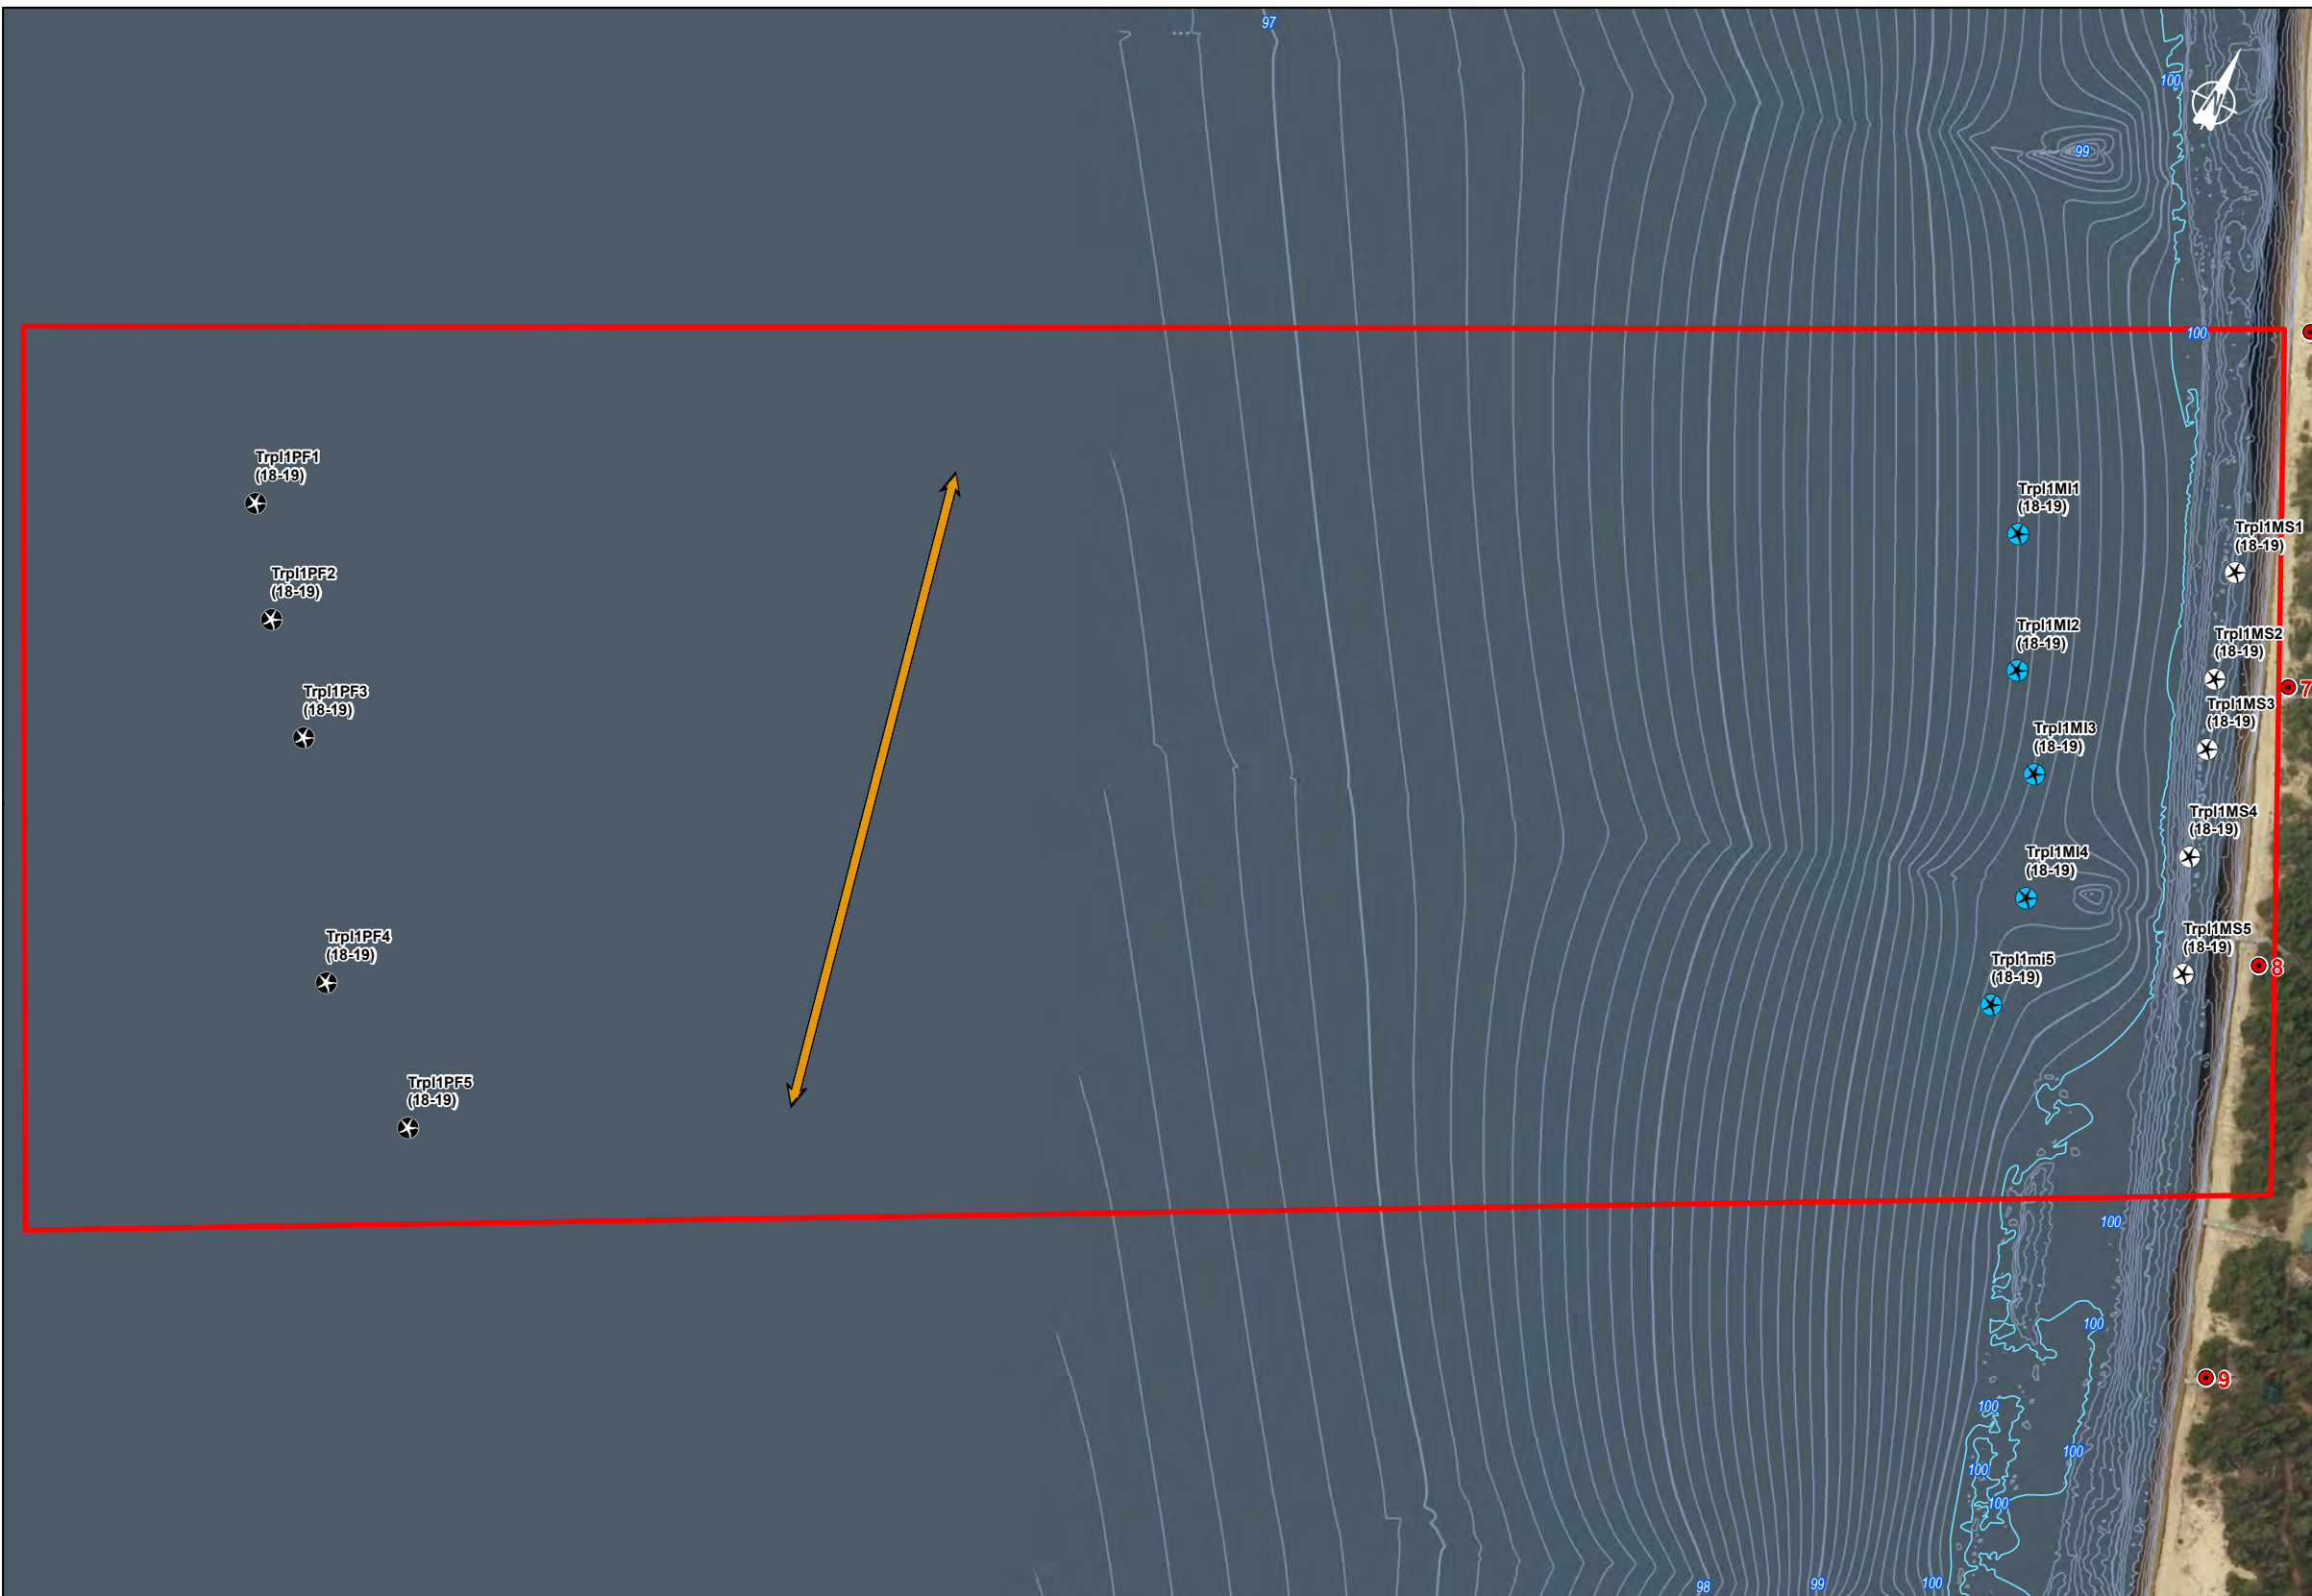 97
100
N
99
100
Trpl1PF1
(18-19)
Trpl1MI1
(18-19)
Trpl1MS1
(18-19)
Trpl1PF2
(18-19)
Trpl1MI2
(18-19)
Trpl1MS2
(18-19)
7
Trpl1PF3
(18-19)
Trpl1MS3
(18-19)
Trpl1MI3
(18-19)
Trpl1MS4
(18-19)
Trpl1MI4
(18-19)
Trpl1PF4
(18-19)
Trpl1MS5
(18-19)
8
Trpl1mi5
(18-19)
Trpl1PF5
(18-19)
100
100
9
100
100
100
100
98
99
100